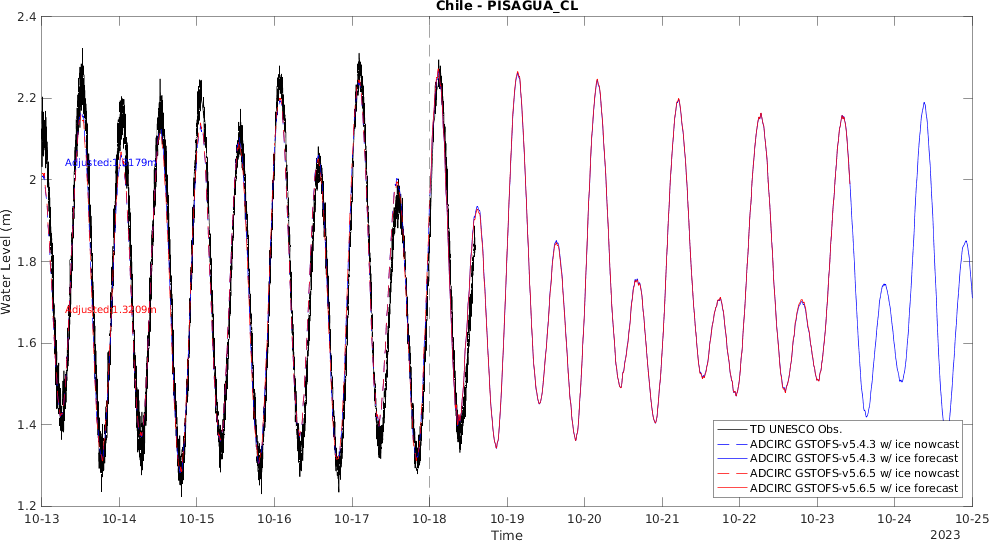 Chile - PISAGUA_CL
Water Level (m)
2.4
2.2
2
1.8
1.6
1.4
1.2
Adjusted:1.3179m
Adjusted:1.3209m
TD UNESCO Obs.
ADCIRC GSTOFS-v5.4.3 w/ ice nowcast
ADCIRC GSTOFS-v5.4.3 w/ ice forecast
ADCIRC GSTOFS-v5.6.5 w/ ice nowcast
ADCIRC GSTOFS-v5.6.5 w/ ice forecast
10-13 10-14 10-15 10-16 10-17 10-18 10-19 10-20 10-21 10-22 10-23 10-24 10-25
Time
2023